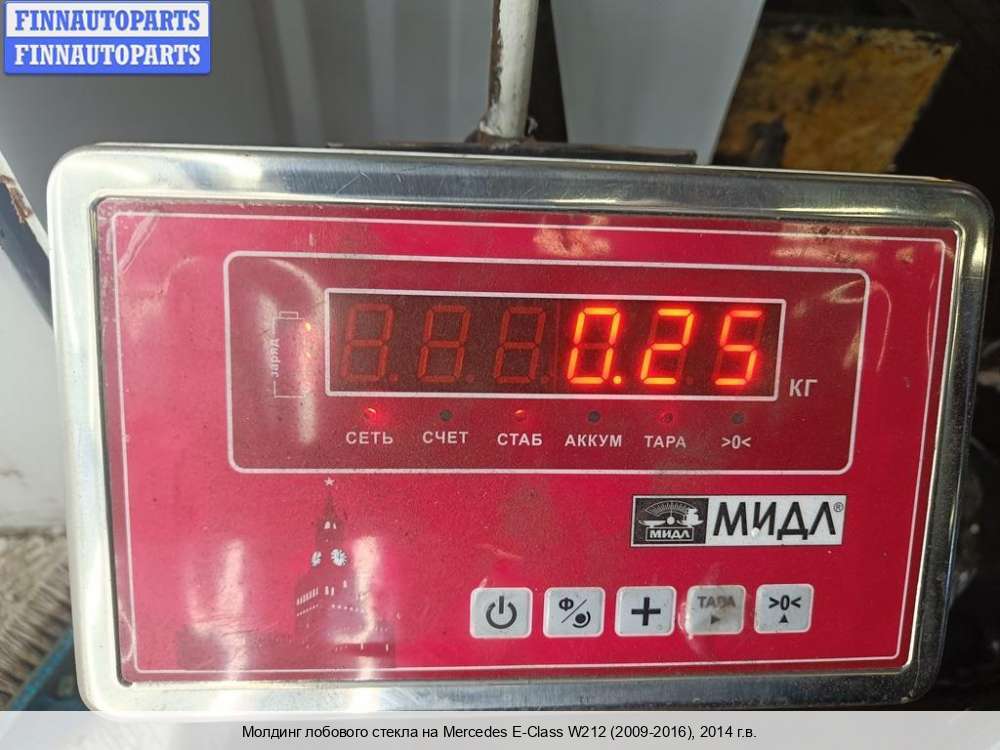 FINNAUTOPARTS
FINNAUTOPARTS
заряд
0.25
КГ
СЕТЬ СЧЕТ СТАБ АККУМ ТАРА >0<
МИДЛ МИДЛ®
Ф
ТАРА >0<
Молдинг лобового стекла на Mercedes E-Class W212 (2009-2016), 2014 г.в.